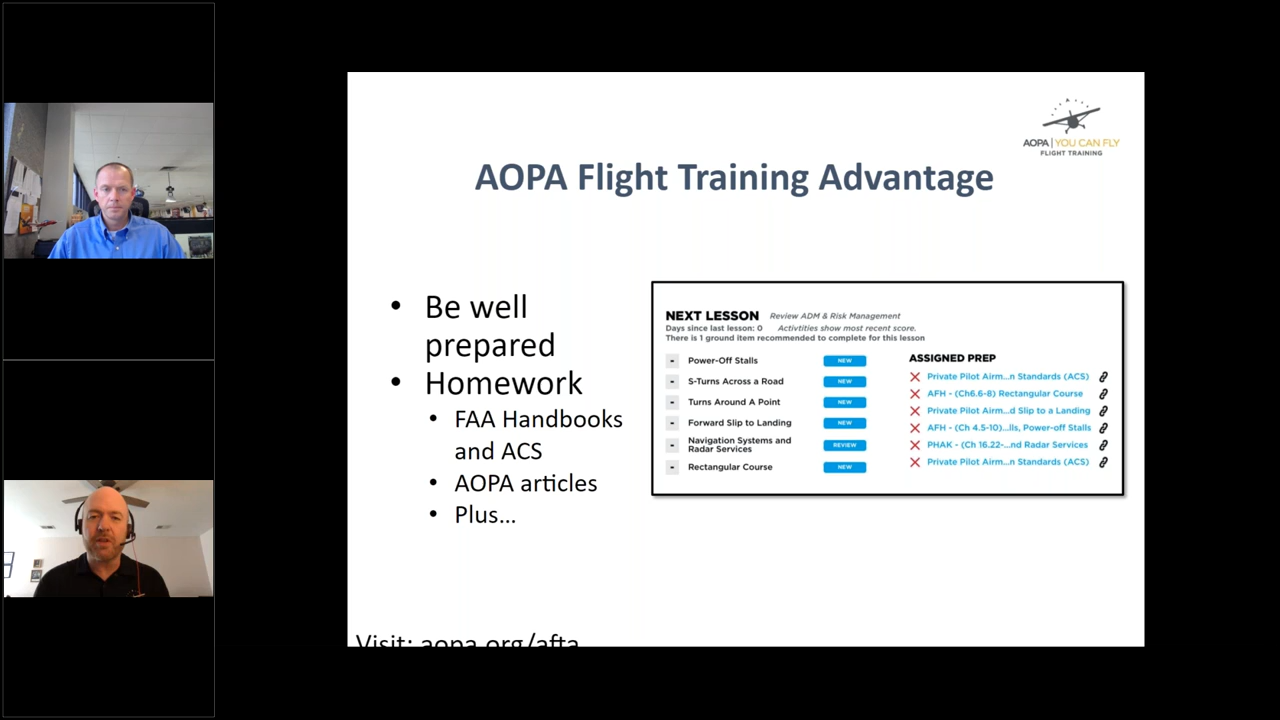 AOPA | YOU CAN FLY
FLIGHT TRAINING
AOPA Flight Training Advantage
• Be well
prepared
• Homework
• FAA Handbooks
and ACS
• AOPA articles
• Plus...
NEXT LESSON Review ADM & Risk Management
Days since last lesson: 0 Activtities show most recent score.
There is 1 ground item recommended to complete for this lesson
- Power-Off Stalls NEW
- S-Turns Across a Road NEW
- Turns Around A Point NEW
- Forward Slip to Landing NEW
- Navigation Systems and
Radar Services REVIEW
- Rectangular Course NEW
ASSIGNED PREP
Private Pilot Airm...n Standards (ACS)
AFH - (Ch6.6-8) Rectangular Course
Private Pilot Airm...d Slip to a Landing
AFH - (Ch 4.5-10)...lls, Power-off Stalls
PHAK - (Ch 16.22-...nd Radar Services
Private Pilot Airm...n Standards (ACS)
Visit: aopa.org/afta